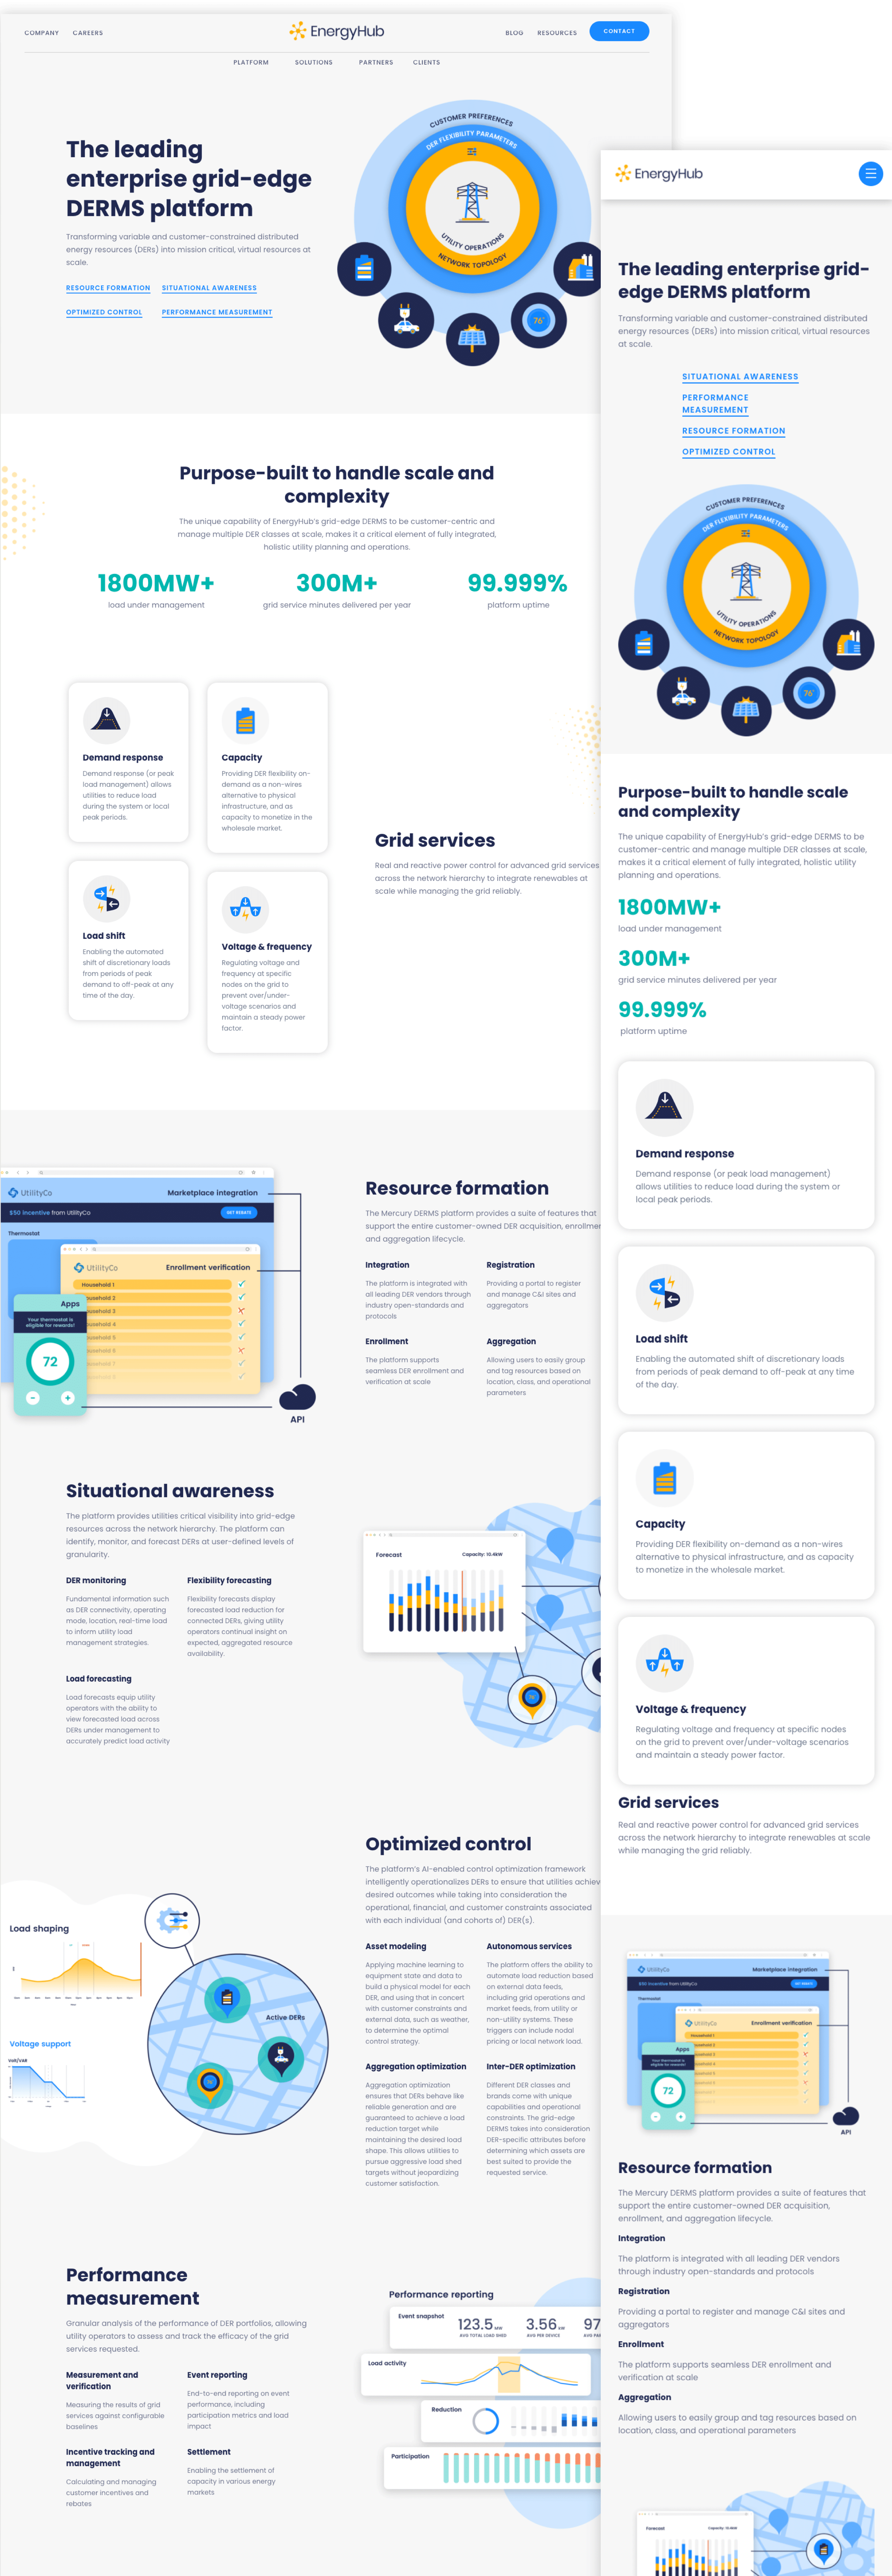 COMPANY
CAREERS
EnergyHub
BLOG
RESOURCES
CONTACT
PLATFORM
SOLUTIONS
PARTNERS
CLIENTS
The leading
enterprise grid-edge
DERMS platform
Transforming variable and customer-constrained distributed
energy resources (DERs) into mission critical, virtual resources at
scale.
RESOURCE FORMATION
SITUATIONAL AWARENESS
OPTIMIZED CONTROL
PERFORMANCE MEASUREMENT
CUSTOMER PREFERENCES
DER FLEXIBILITY PARAMETERS
UTILITY OPERATIONS
NETWORK TOPOLOGY
76°
Purpose-built to handle scale and
complexity
The unique capability of EnergyHub's grid-edge DERMS to be customer-centric and
manage multiple DER classes at scale, makes it a critical element of fully integrated,
holistic utility planning and operations.
1800MW+
load under management
300M+
grid service minutes delivered per year
99.999%
platform uptime
Demand response
Demand response (or peak
load management) allows
utilities to reduce load
during the system or local
peak periods.
Capacity
Providing DER flexibility on-
demand as a non-wires
alternative to physical
infrastructure, and as
capacity to monetize in the
wholesale market.
Load shift
Enabling the automated
shift of discretionary loads
from periods of peak
demand to off-peak at any
time of the day.
Voltage & frequency
Regulating voltage and
frequency at specific
nodes on the grid to
prevent over/under-
voltage scenarios and
maintain a steady power
factor.
Grid services
Real and reactive power control for advanced grid services
across the network hierarchy to integrate renewables at
scale while managing the grid reliably.
UtilityCo
Marketplace integration
$50 incentive from UtilityCo
GET REBATE
Thermostat
UtilityCo
Enrollment verification
Household 1
Household 2
Apps
Your thermostat is
eligible for rewards!
72
-
+
API
Resource formation
The Mercury DERMS platform provides a suite of features that
support the entire customer-owned DER acquisition, enrollmer
and aggregation lifecycle.
Integration
The platform is integrated with
all leading DER vendors through
industry open-standards and
protocols
Registration
Providing a portal to register
and manage C&I sites and
aggregators
Enrollment
The platform supports
seamless DER enrollment and
verification at scale
Aggregation
Allowing users to easily group
and tag resources based on
location, class, and operational
parameters
Situational awareness
The platform provides utilities critical visibility into grid-edge
resources across the network hierarchy. The platform can
identify, monitor, and forecast DERs at user-defined levels of
granularity.
DER monitoring
Fundamental information such
as DER connectivity, operating
mode, location, real-time load
to inform utility load
management strategies.
Flexibility forecasting
Flexibility forecasts display
forecasted load reduction for
connected DERs, giving utility
operators continual insight on
expected, aggregated resource
availability.
Load forecasting
Load forecasts equip utility
operators with the ability to
view forecasted load across
DERs under management to
accurately predict load activity
Forecast
Capacity: 10.4kW
Load shaping
Voltage support
Volt/VAR
Active DERs
Optimized control
The platform's AI-enabled control optimization framework
intelligently operationalizes DERs to ensure that utilities achiev
desired outcomes while taking into consideration the
operational, financial, and customer constraints associated
with each individual (and cohorts of) DER(s).
Asset modeling
Applying machine learning to
equipment state and data to
build a physical model for each
DER, and using that in concert
with customer constraints and
external data, such as weather,
to determine the optimal
control strategy.
Autonomous services
The platform offers the ability to
automate load reduction based
on external data feeds,
including grid operations and
market feeds, from utility or
non-utility systems. These
triggers can include nodal
pricing or local network load.
Aggregation optimization
Aggregation optimization
ensures that DERs behave like
reliable generation and are
guaranteed to achieve a load
reduction target while
maintaining the desired load
shape. This allows utilities to
pursue aggressive load shed
targets without jeopardizing
customer satisfaction.
Inter-DER optimization
Different DER classes and
brands come with unique
capabilities and operational
constraints. The grid-edge
DERMS takes into consideration
DER-specific attributes before
determining which assets are
best suited to provide the
requested service.
Performance
measurement
Granular analysis of the performance of DER portfolios, allowing
utility operators to assess and track the efficacy of the grid
services requested.
Measurement and
verification
Measuring the results of grid
services against configurable
baselines
Event reporting
End-to-end reporting on event
performance, including
participation metrics and load
impact
Incentive tracking and
management
Calculating and managing
customer incentives and
rebates
Settlement
Enabling the settlement of
capacity in various energy
markets
Performance reporting
Event snapshot
123.5 MW
AVG TOTAL LOAD SHED
3.56 kW
AVG PER DEVICE
97
AVG PAR
Load activity
Reduction
Participation
EnergyHub
The leading enterprise grid-
edge DERMS platform
Transforming variable and customer-constrained distributed
energy resources (DERs) into mission critical, virtual resources
at scale.
SITUATIONAL AWARENESS
PERFORMANCE
MEASUREMENT
RESOURCE FORMATION
OPTIMIZED CONTROL
CUSTOMER PREFERENCES
DER FLEXIBILITY PARAMETERS
UTILITY OPERATIONS
NETWORK TOPOLOGY
76°
Purpose-built to handle scale
and complexity
The unique capability of EnergyHub's grid-edge DERMS to be
customer-centric and manage multiple DER classes at scale,
makes it a critical element of fully integrated, holistic utility
planning and operations.
1800MW+
load under management
300M+
grid service minutes delivered per year
99.999%
platform uptime
Demand response
Demand response (or peak load management)
allows utilities to reduce load during the system or
local peak periods.
Load shift
Enabling the automated shift of discretionary loads
from periods of peak demand to off-peak at any time
of the day.
Capacity
Providing DER flexibility on-demand as a non-wires
alternative to physical infrastructure, and as capacity
to monetize in the wholesale market.
Voltage & frequency
Regulating voltage and frequency at specific nodes
on the grid to prevent over/under-voltage scenarios
and maintain a steady power factor.
Grid services
Real and reactive power control for advanced grid services
across the network hierarchy to integrate renewables at scale
while managing the grid reliably.
UtilityCo
Marketplace integration
$50 incentive from UtilityCo
GET REBATE
Thermostat
UtilityCo
Enrollment verification
Household 1
Apps
Your thermostat is
eligible for rewards!
72
-
+
API
Resource formation
The Mercury DERMS platform provides a suite of features that
support the entire customer-owned DER acquisition,
enrollment, and aggregation lifecycle.
Integration
The platform is integrated with all leading DER vendors
through industry open-standards and protocols
Registration
Providing a portal to register and manage C&I sites and
aggregators
Enrollment
The platform supports seamless DER enrollment and
verification at scale
Aggregation
Allowing users to easily group and tag resources based on
location, class, and operational parameters
Forecast
Capacity: 10.4kW